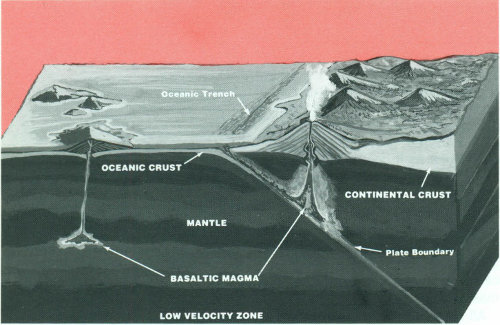 Oceanic Trench
OCEANIC CRUST
CONTINENTAL CRUST
MANTLE
Plate Boundary
BASALTIC MAGMA
LOW VELOCITY ZONE